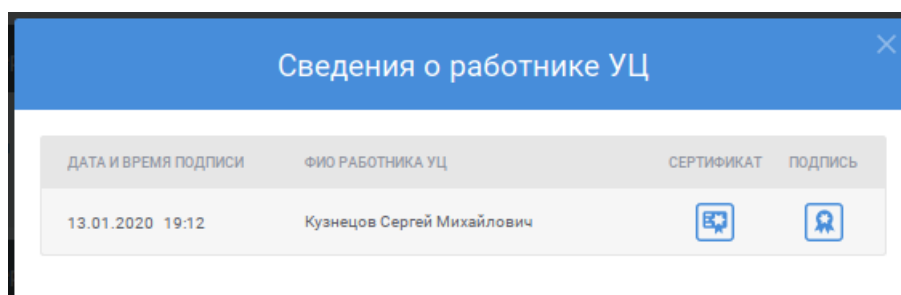 Сведения о работнике УЦ
ДАТА И ВРЕМЯ ПОДПИСИ ФИО РАБОТНИКА УЦ СЕРТИФИКАТ ПОДПИСЬ
13.01.2020 19:12 Кузнецов Сергей Михайлович